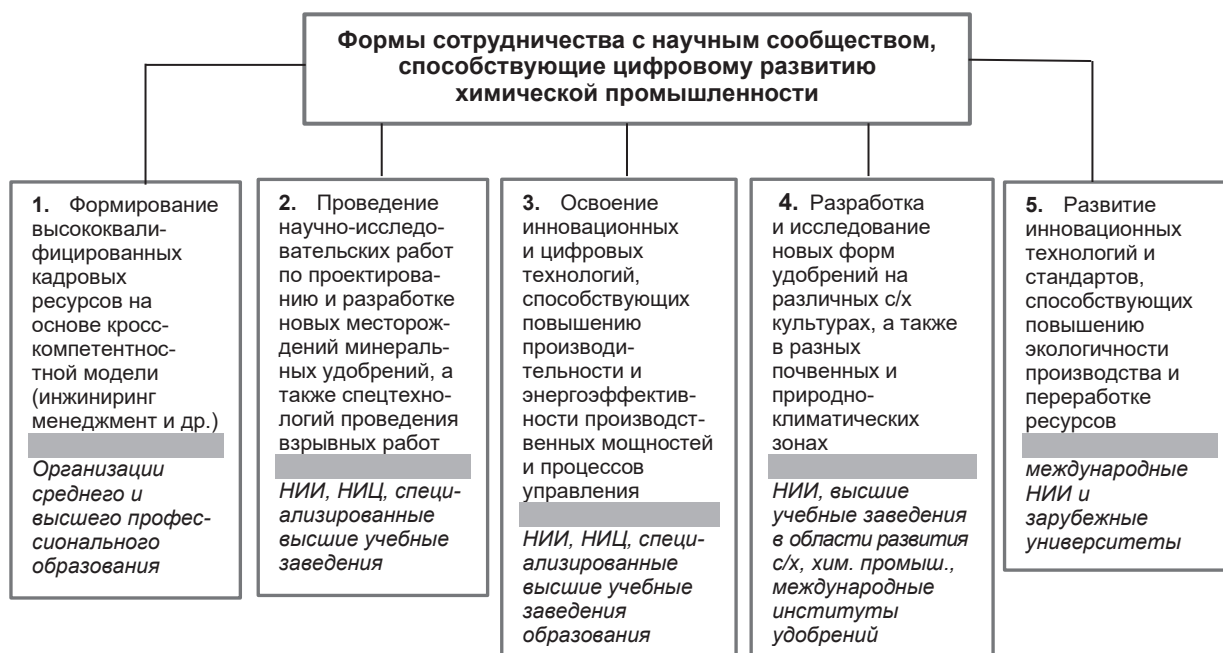 Формы сотрудничества с научным сообществом,
способствующие цифровому развитию
химической промышленности
1. Формирование
высококвали-
фицированных
кадровых
ресурсов на
основе кросс-
компетентнос-
тной модели
(инжиниринг
менеджмент и др.)
Организации
среднего и
высшего профес-
сионального
образования
2. Проведение
научно-исследо-
вательских работ
по проектирова-
нию и разработке
новых месторож-
дений минераль-
ных удобрений, а
также спецтехно-
логий проведения
взрывных работ
НИИ, НИЦ, специ-
ализированные
высшие учебные
заведения
3. Освоение
инновационных
и цифровых
технологий,
способствующих
повышению
производи-
тельности и
энергоэффектив-
ности производст-
венных мощностей
и процессов
управления
НИИ, НИЦ, специ-
ализированные
высшие учебные
заведения
образования
4. Разработка
и исследование
новых форм
удобрений на
различных с/х
культурах, а также
в разных
почвенных и
природно-
климатических
зонах
НИИ, высшие
учебные заведения
в области развития
с/х, хим. промыш.,
международные
институты
удобрений
5. Развитие
инновационных
технологий и
стандартов,
способствующих
повышению
экологичности
производства и
переработке
ресурсов
международные
НИИ и
зарубежные
университеты